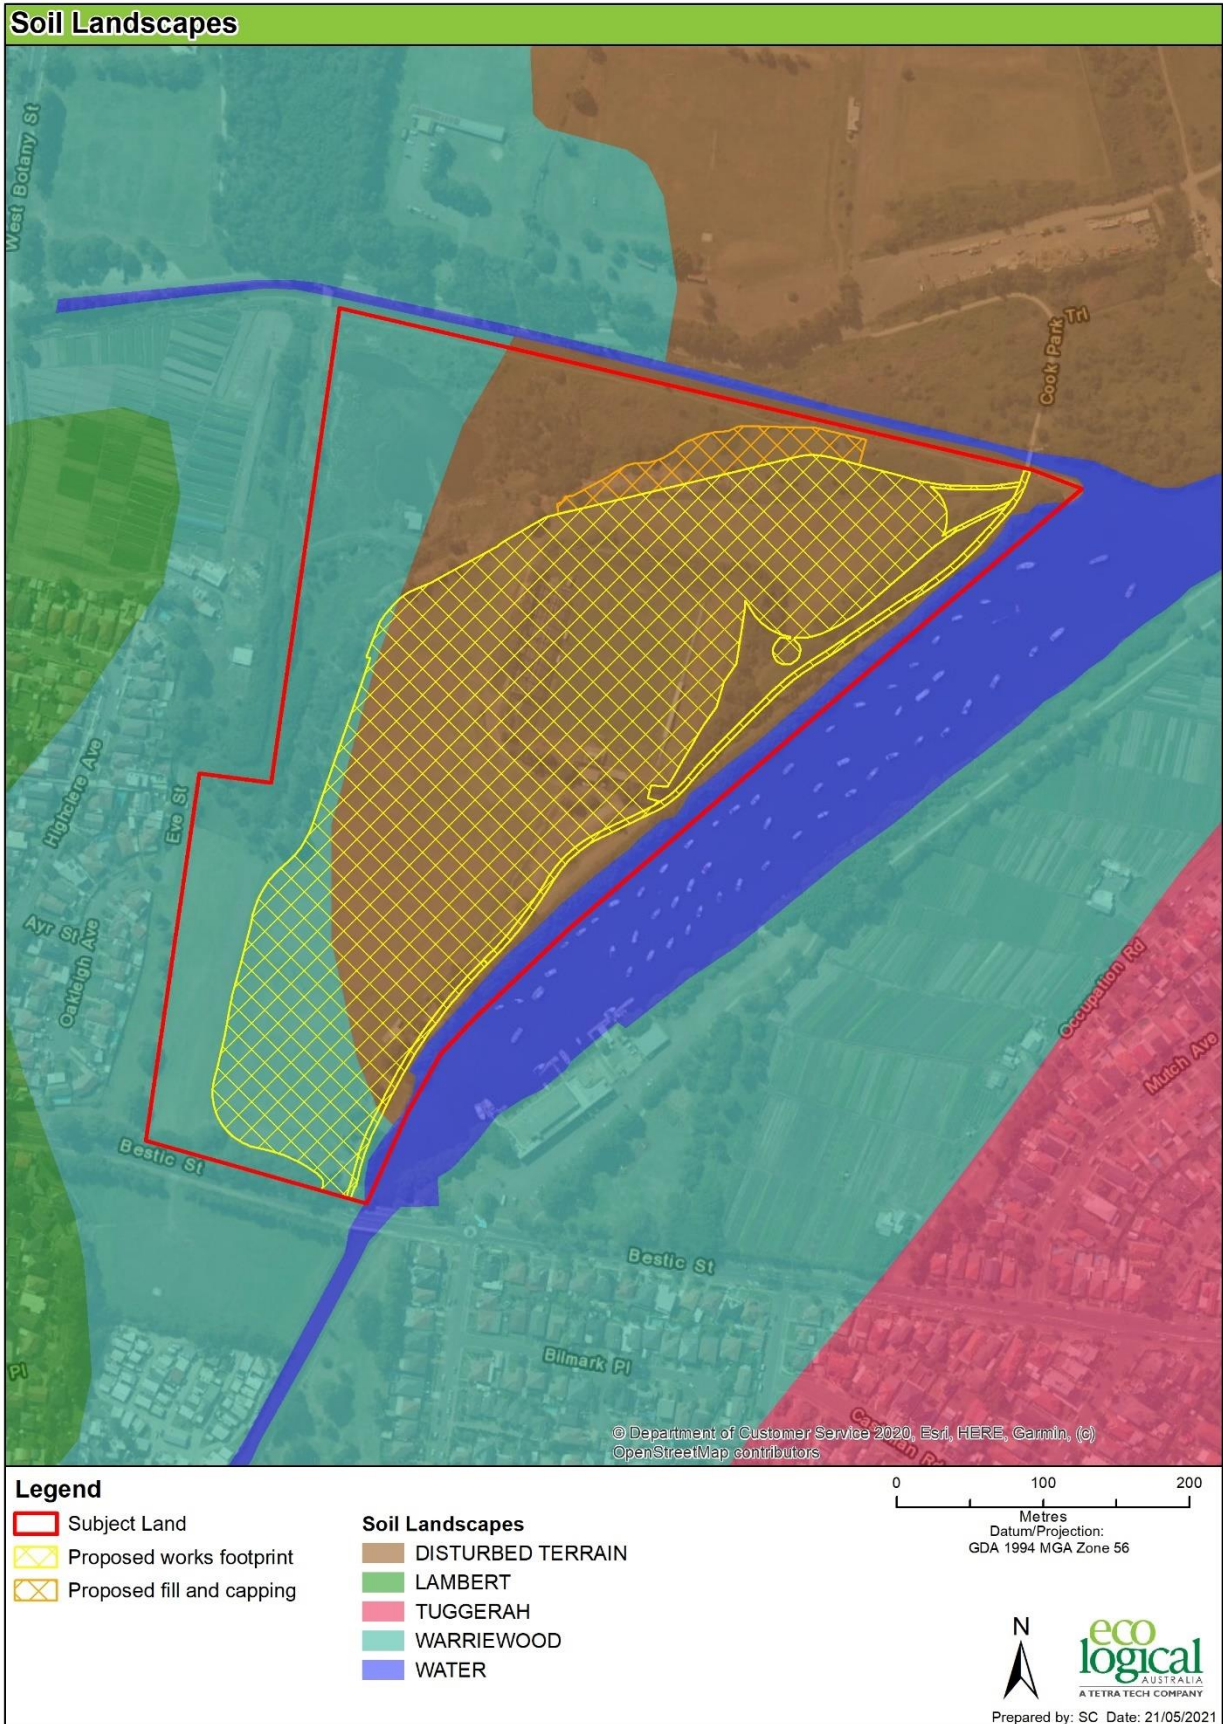 Soil Landscapes
West Botany St
Cook Park Trl
Highclere Ave
Eve St
Ayr St
Oakleigh Ave
Occupation Rd
Mutch Ave
Bestic St
Bestic St
Bilmark Pl
Pl
© Department of Customer Service 2020, Esri, HERE, Garmin, (c)
OpenStreetMap contributors
Legend
Subject Land
Proposed works footprint
Proposed fill and capping
Soil Landscapes
DISTURBED TERRAIN
LAMBERT
TUGGERAH
WARRIEWOOD
WATER
0 100 200
Metres
Datum/Projection:
GDA 1994 MGA Zone 56
N
eco
logical
AUSTRALIA
A TETRA TECH COMPANY
Prepared by: SC Date: 21/05/2021